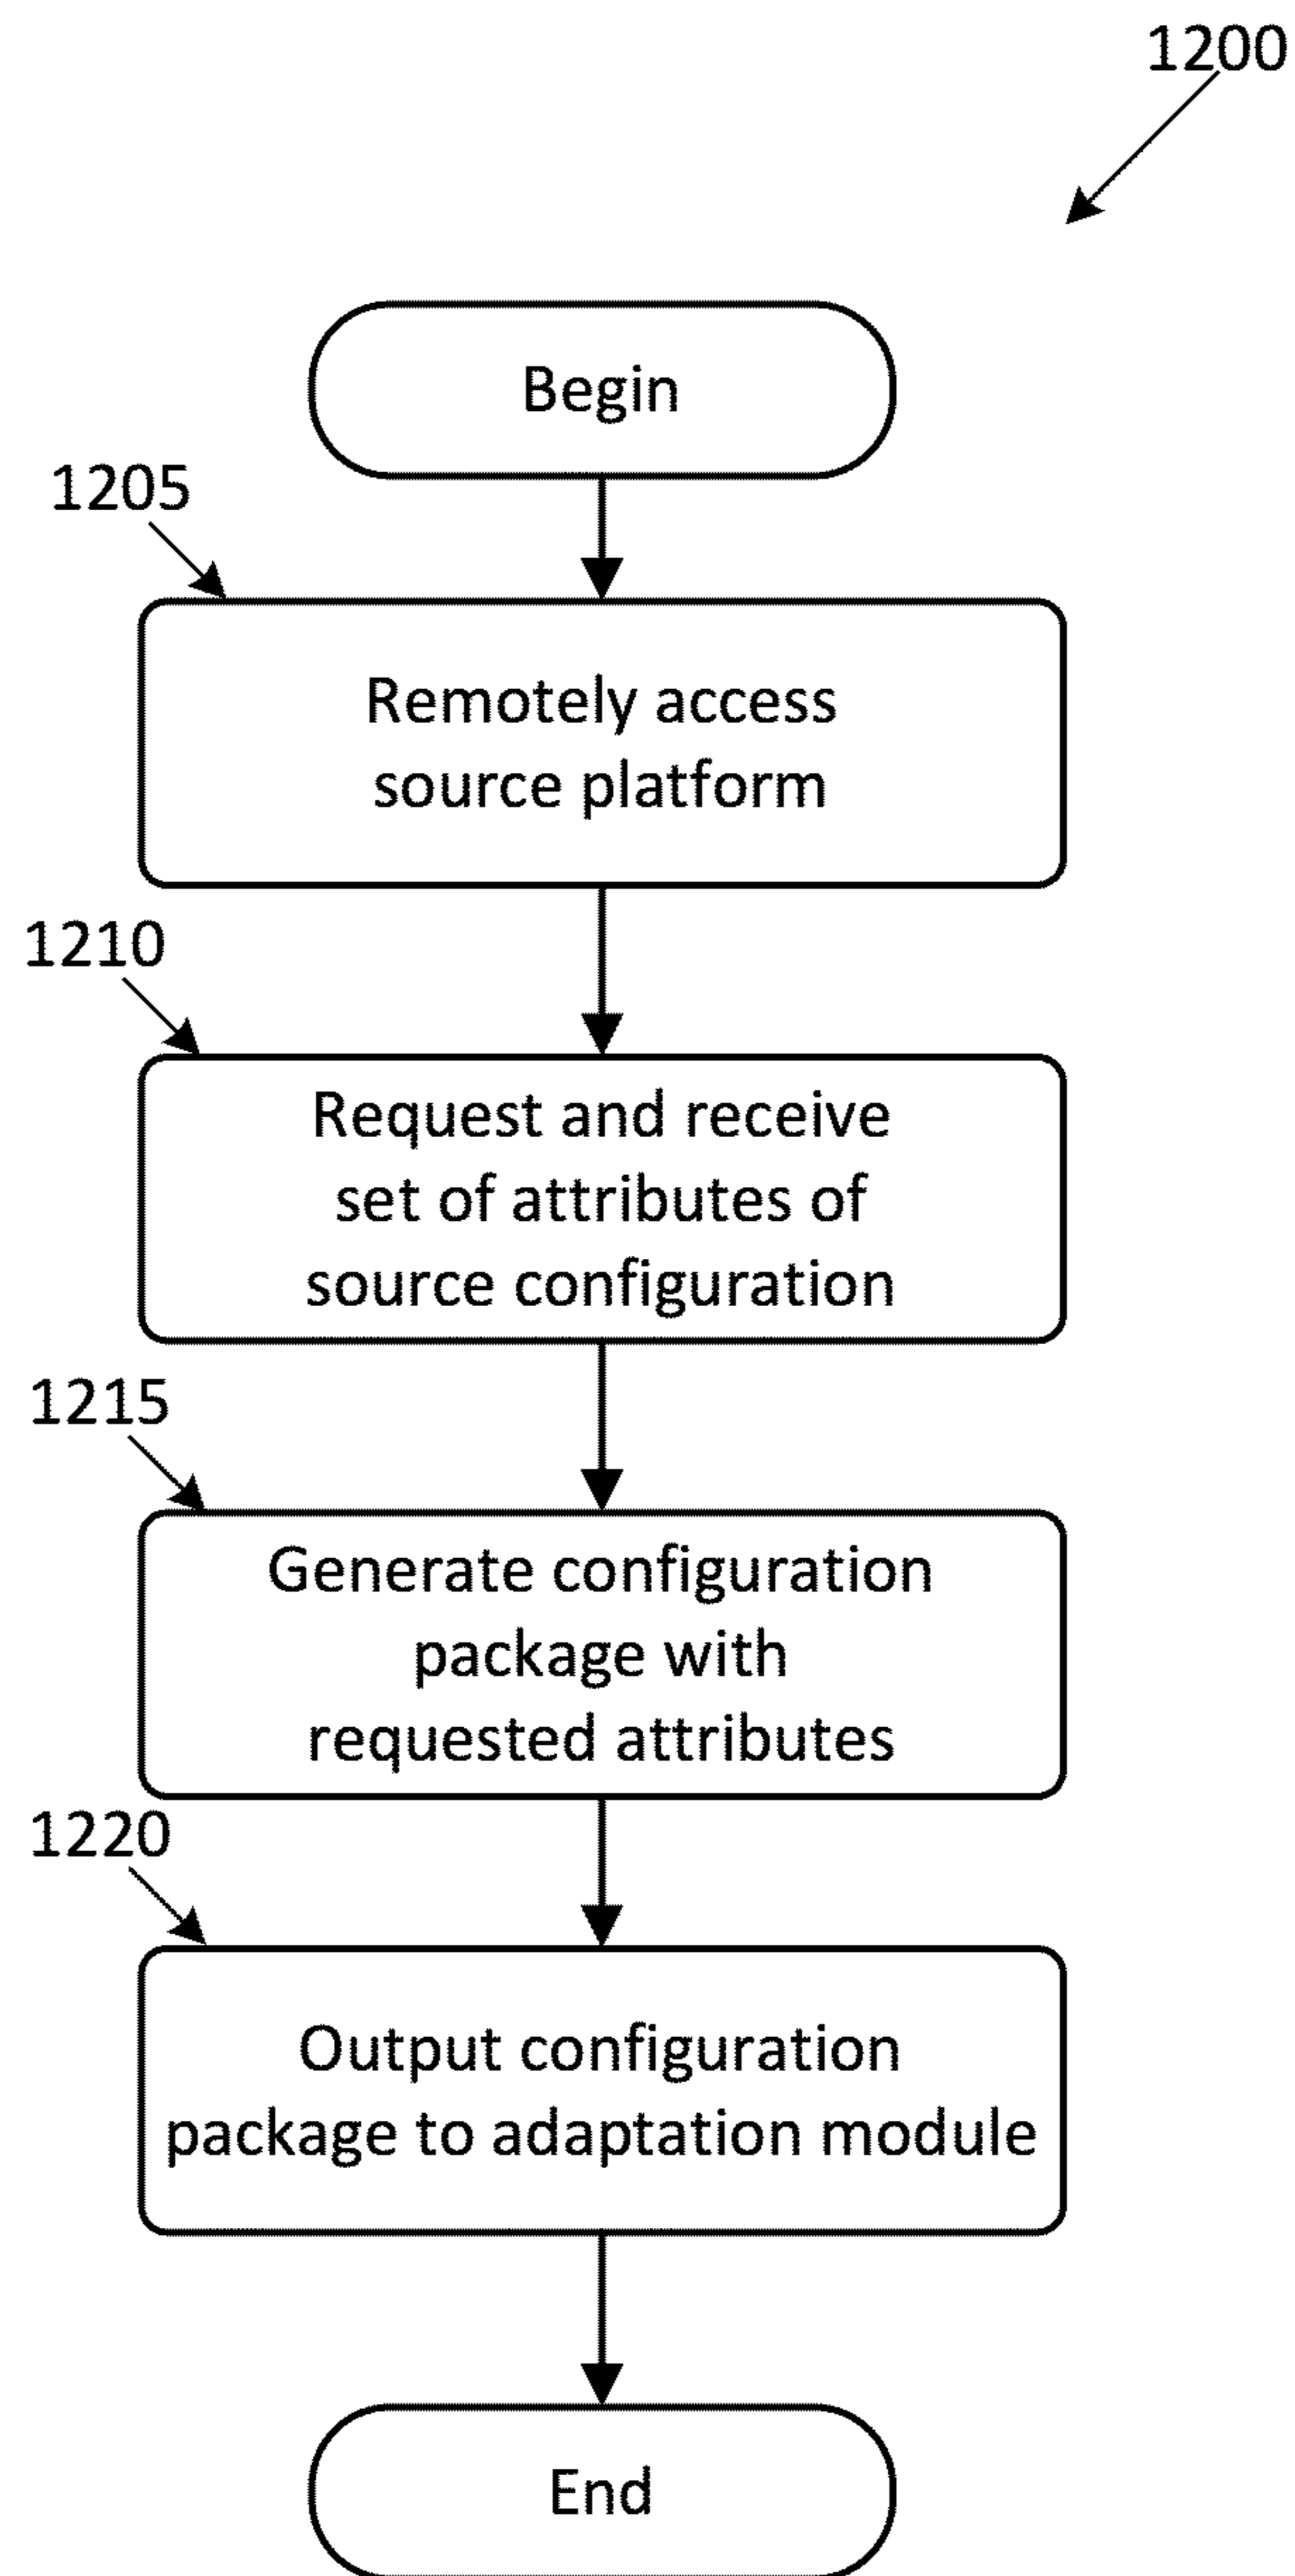 1200
Begin
1205
Remotely access
source platform
1210
Request and receive
set of attributes of
source configuration
1215
Generate configuration
package with
requested attributes
1220
Output configuration
package to adaptation module
End